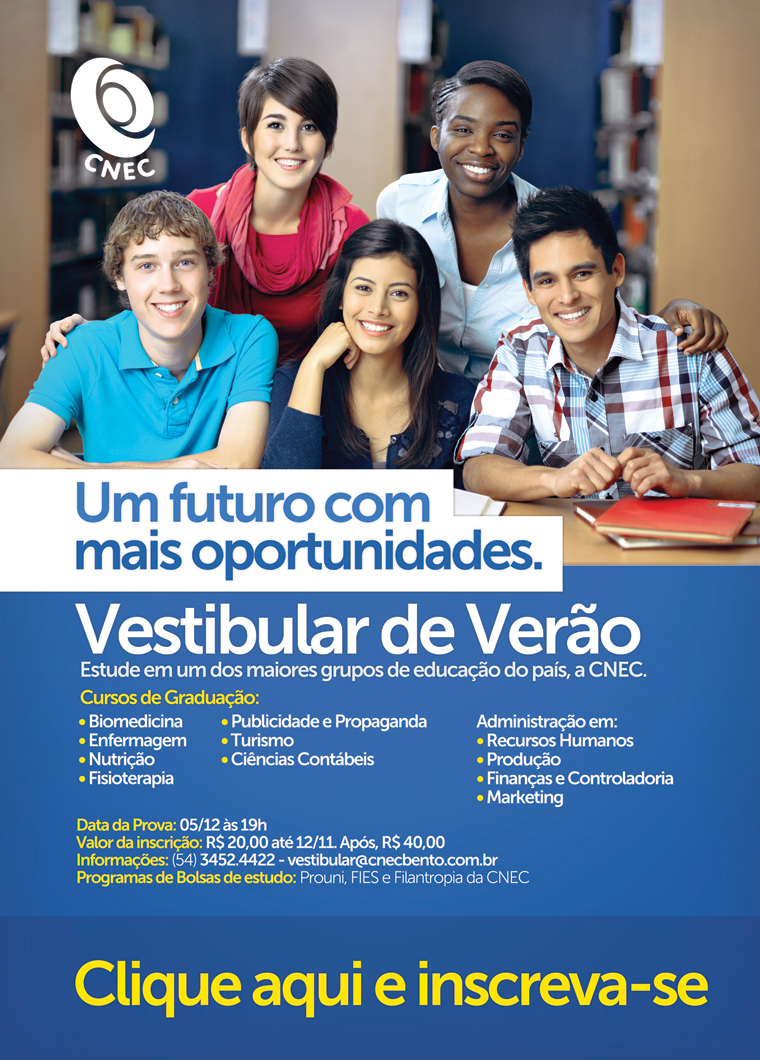 CNEC
Um futuro com
mais oportunidades.
Vestibular de Verão
Estude em um dos maiores grupos de educação do país, a CNEC.
Cursos de Graduação:
• Biomedicina
• Enfermagem
• Nutrição
• Fisioterapia
• Publicidade e Propaganda
• Turismo
• Ciências Contábeis
Administração em:
• Recursos Humanos
• Produção
• Finanças e Controladoria
• Marketing
Data da Prova: 05/12 às 19h
Valor da inscrição: R$ 20,00 até 12/11. Após, R$ 40,00
Informações: (54) 3452.4422 - vestibular@cnecbento.com.br
Programas de Bolsas de estudo: Prouni, FIES e Filantropia da CNEC
Clique aqui e inscreva-se